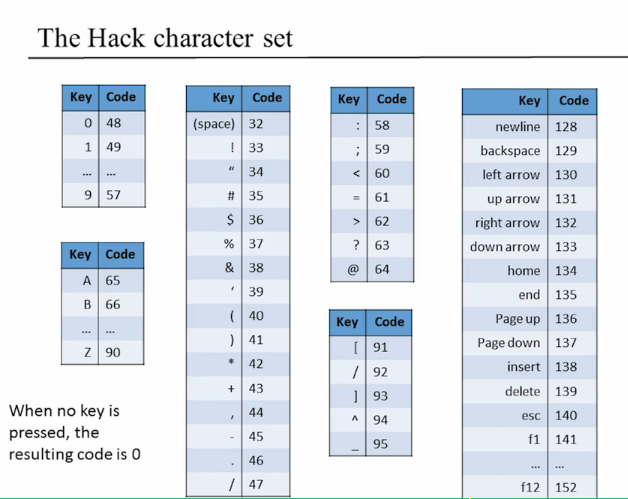 The Hack character set
Key Code
0 48
1 49
... ...
9 57
Key Code
A 65
B 66
... ...
Z 90
When no key is
pressed, the
resulting code is 0
Key Code
(space) 32
! 33
“ 34
# 35
$ 36
% 37
& 38
‘ 39
( 40
) 41
* 42
+ 43
, 44
- 45
. 46
/ 47
Key Code
: 58
; 59
< 60
= 61
> 62
? 63
@ 64
Key Code
[ 91
/ 92
] 93
^ 94
_ 95
Key Code
newline 128
backspace 129
left arrow 130
up arrow 131
right arrow 132
down arrow 133
home 134
end 135
Page up 136
Page down 137
insert 138
delete 139
esc 140
f1 141
... ...
f12 152